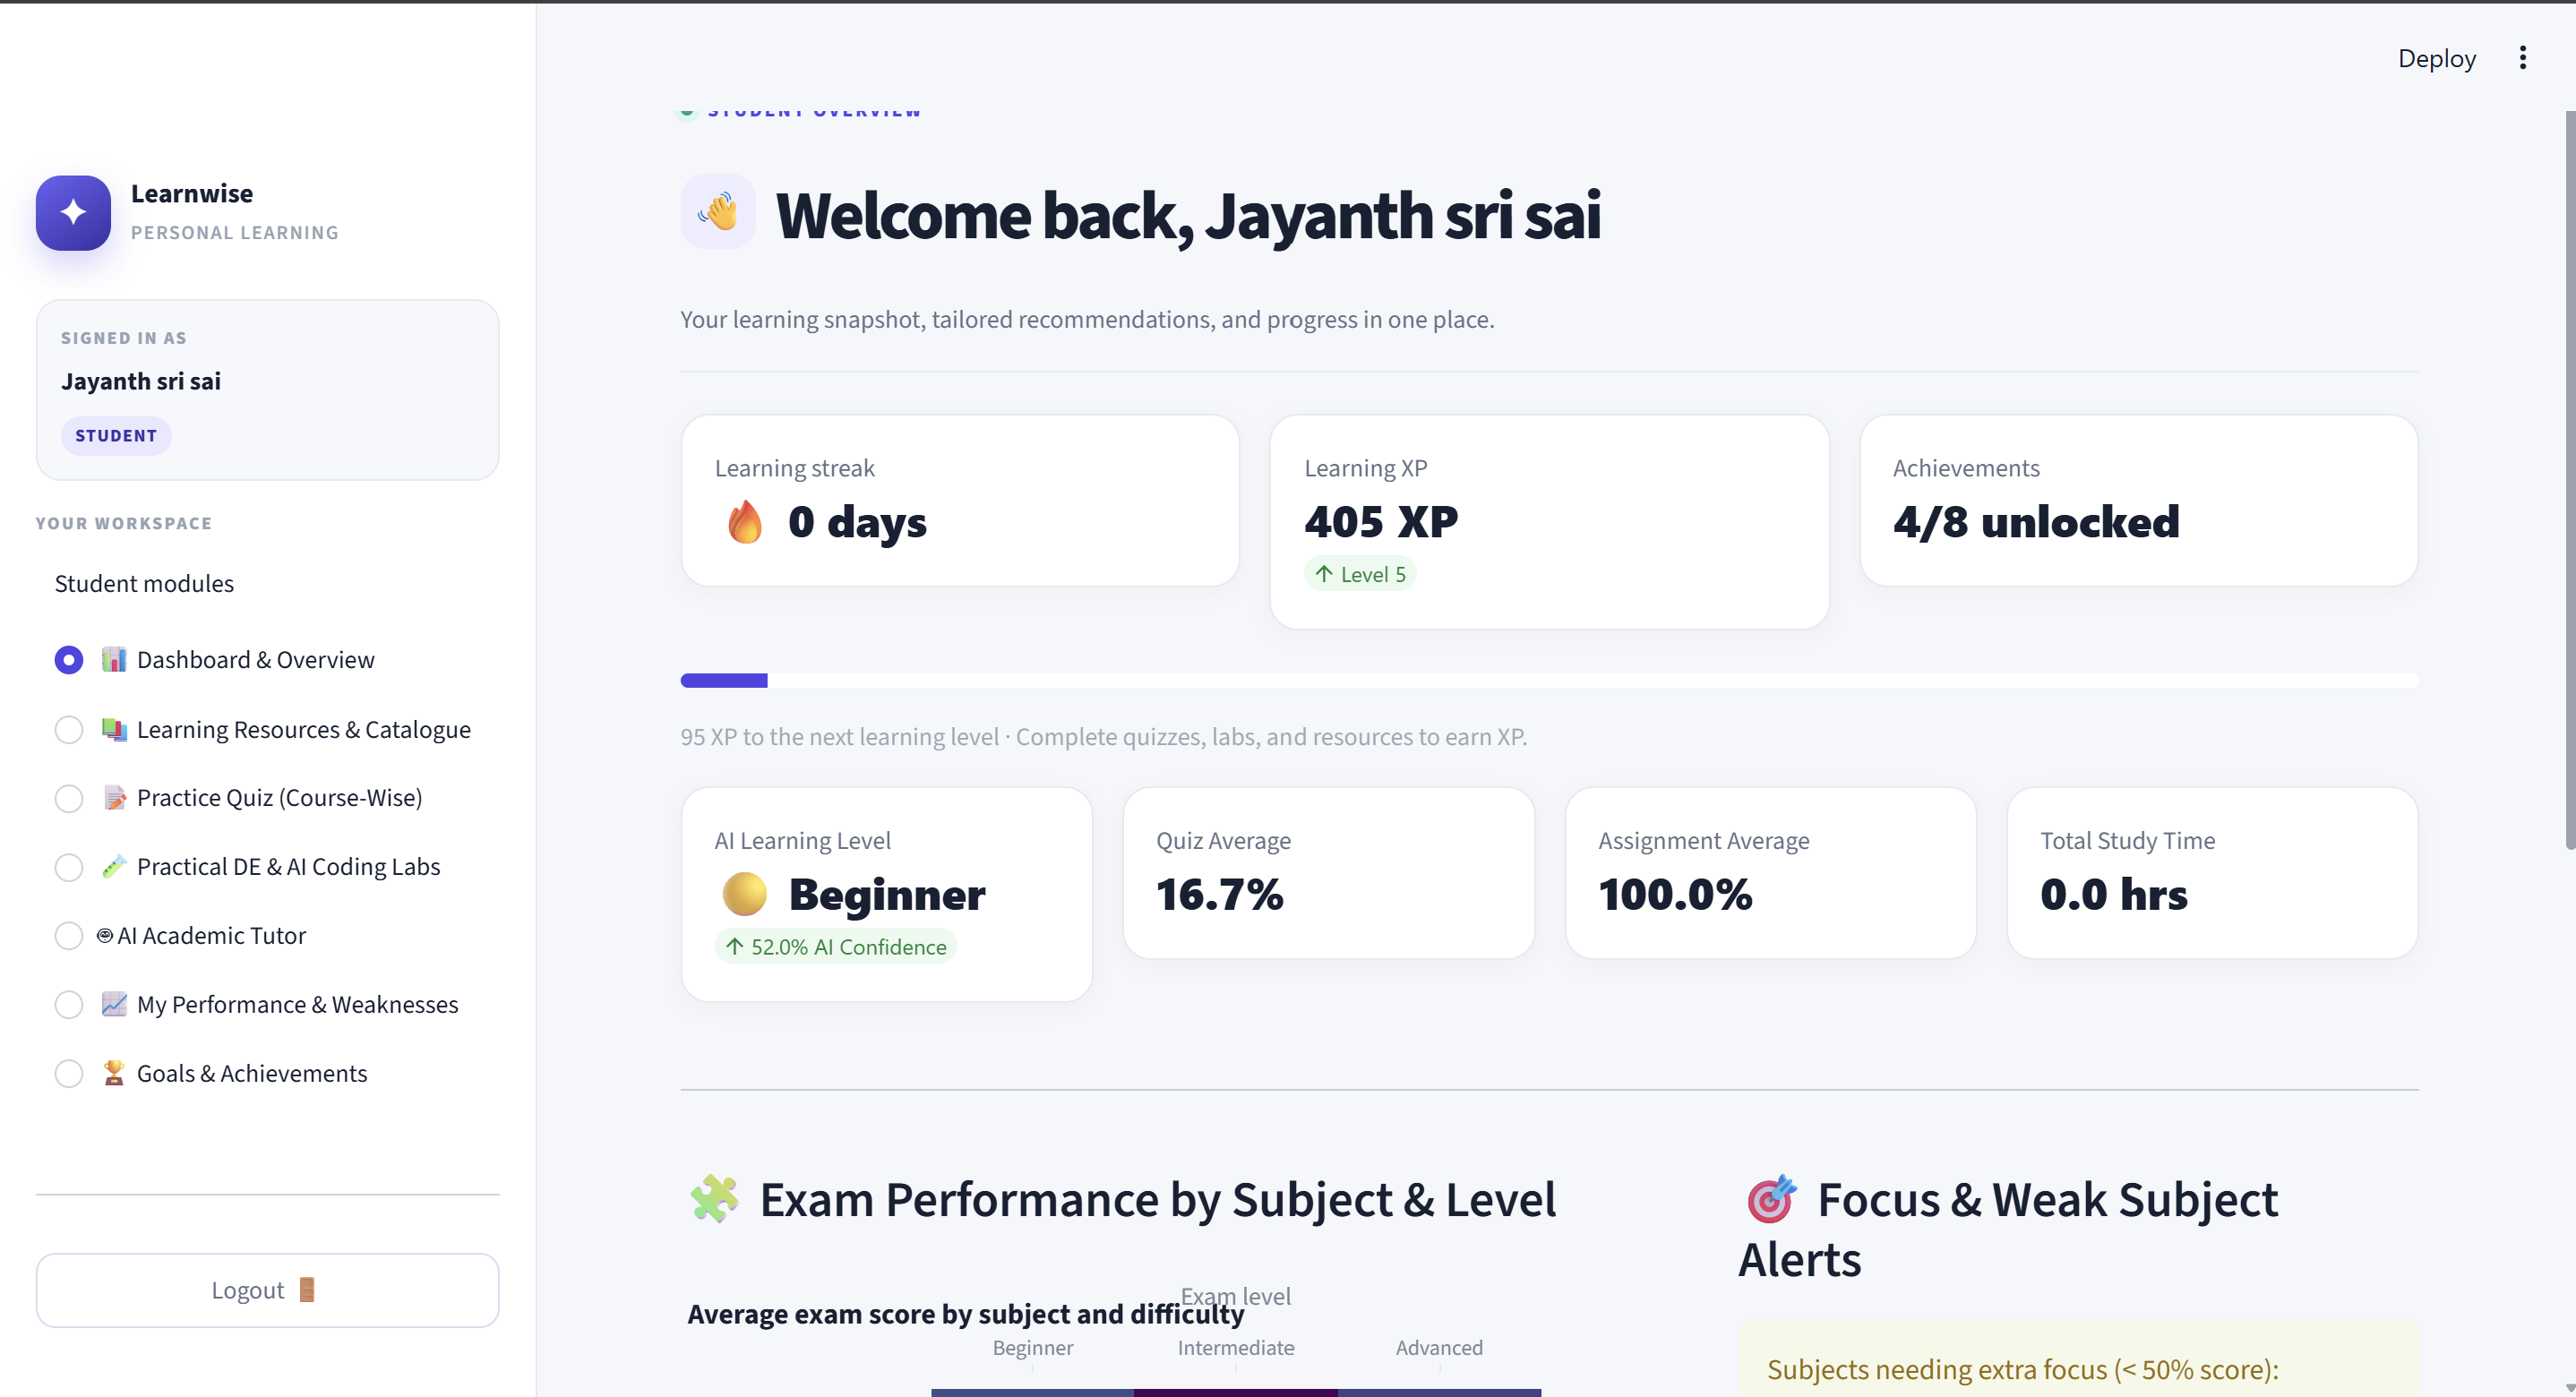 Deploy
STUDENT OVERVIEW
Learnwise
PERSONAL LEARNING
SIGNED IN AS
Jayanth sri sai
STUDENT
YOUR WORKSPACE
Student modules
Dashboard & Overview
Learning Resources & Catalogue
Practice Quiz (Course-Wise)
Practical DE & AI Coding Labs
AI Academic Tutor
My Performance & Weaknesses
Goals & Achievements
Logout
Welcome back, Jayanth sri sai
Your learning snapshot, tailored recommendations, and progress in one place.
Learning streak
0 days
Learning XP
405 XP
↑ Level 5
Achievements
4/8 unlocked
95 XP to the next learning level · Complete quizzes, labs, and resources to earn XP.
AI Learning Level
Beginner
↑ 52.0% AI Confidence
Quiz Average
16.7%
Assignment Average
100.0%
Total Study Time
0.0 hrs
Exam Performance by Subject & Level
Exam level
Average exam score by subject and difficulty
Beginner
Intermediate
Advanced
Focus & Weak Subject
Alerts
Subjects needing extra focus (< 50% score):